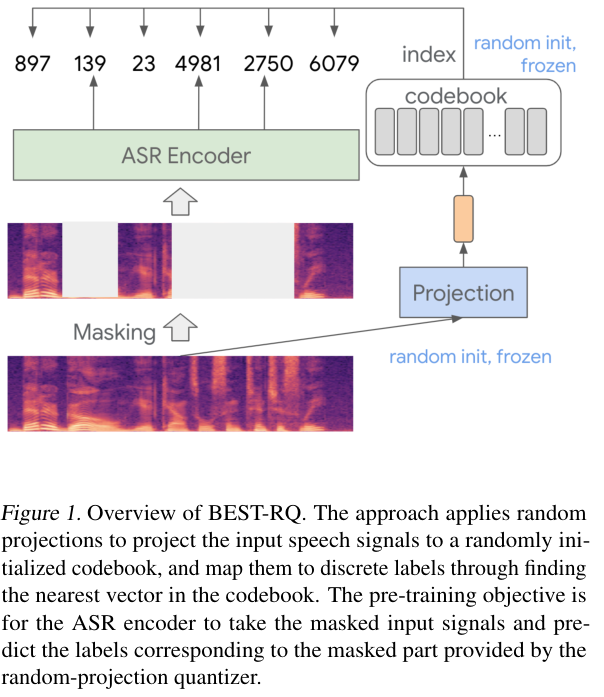 897 139 23 4981 2750 6079
index
random init,
frozen
codebook
...
ASR Encoder
Masking
Projection
random init, frozen
Figure 1. Overview of BEST-RQ. The approach applies random
projections to project the input speech signals to a randomly ini-
tialized codebook, and map them to discrete labels through finding
the nearest vector in the codebook. The pre-training objective is
for the ASR encoder to take the masked input signals and pre-
dict the labels corresponding to the masked part provided by the
random-projection quantizer.